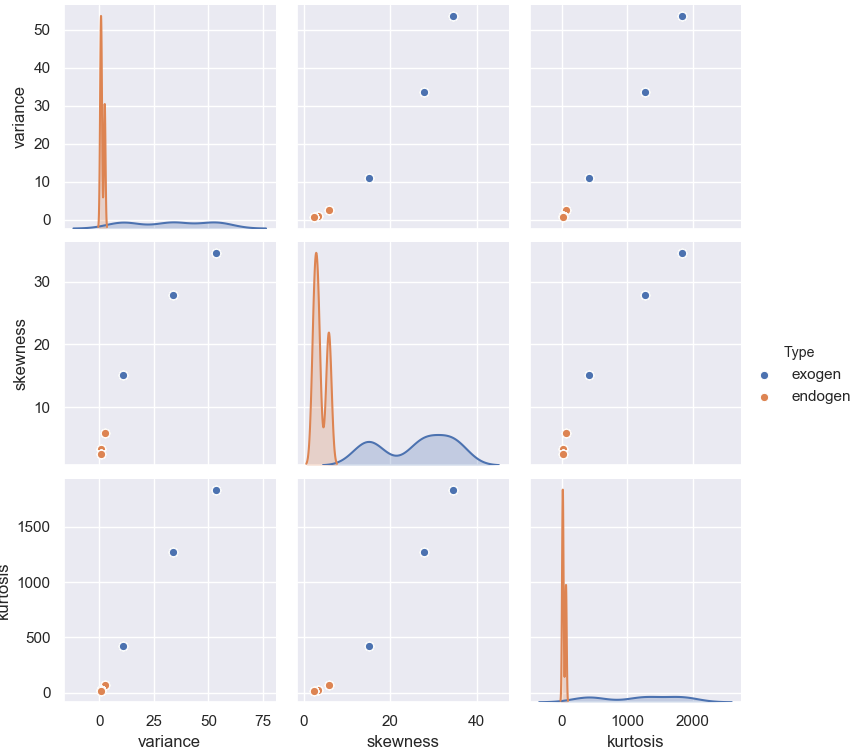 variance
50
40
30
20
10
0
skewness
30
20
10
kurtosis
1500
1000
500
0
0 25 50 75
variance
0 20 40
skewness
0 1000 2000
kurtosis
Type
exogen
endogen